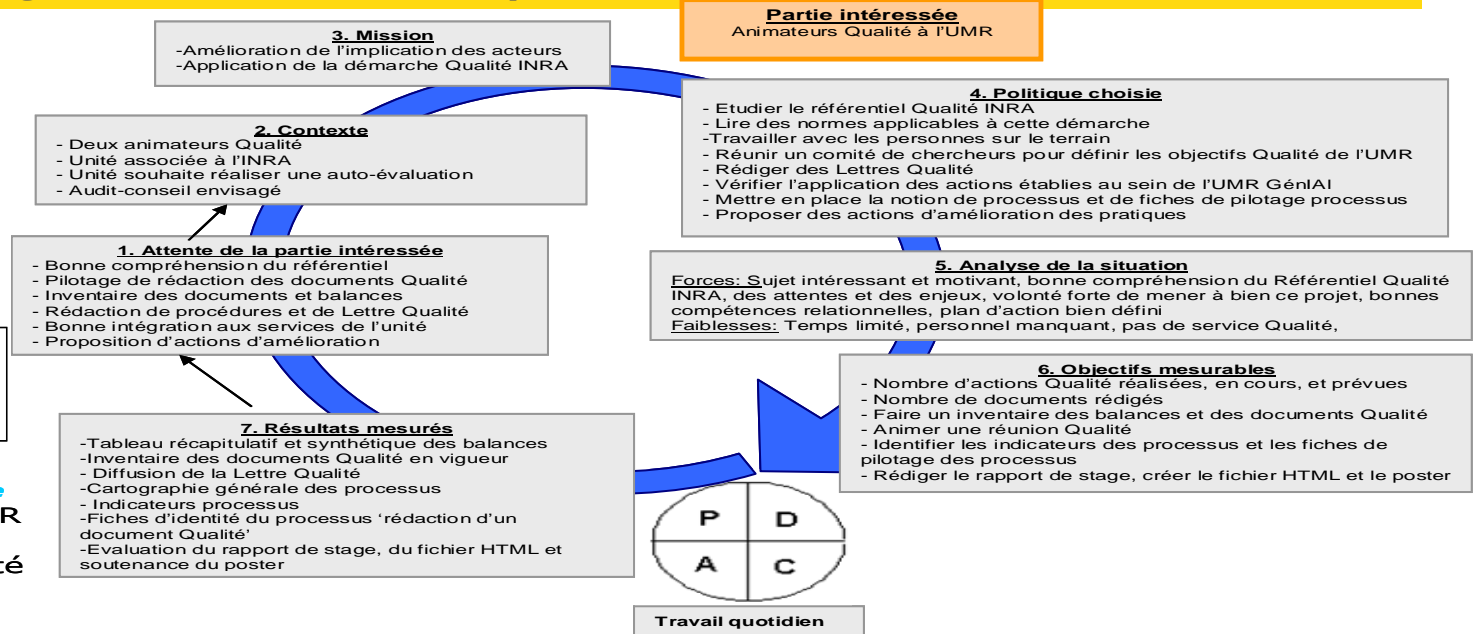 Partie intéressée
Animateurs Qualité à l'UMR
3. Mission
-Amélioration de l'implication des acteurs
-Application de la démarche Qualité INRA
4. Politique choisie
- Etudier le référentiel Qualité INRA
- Lire des normes applicables à cette démarche
-Travailler avec les personnes sur le terrain
- Réunir un comité de chercheurs pour définir les objectifs Qualité de l'UMR
- Rédiger des Lettres Qualité
- Vérifier l'application des actions établies au sein de l'UMR GénIAl
- Mettre en place la notion de processus et de fiches de pilotage processus
- Proposer des actions d'amélioration des pratiques
2. Contexte
- Deux animateurs Qualité
- Unité associée à l'INRA
- Unité souhaite réaliser une auto-évaluation
- Audit-conseil envisagé
1. Attente de la partie intéressée
- Bonne compréhension du référentiel
- Pilotage de rédaction des documents Qualité
- Inventaire des documents et balances
- Rédaction de procédures et de Lettre Qualité
- Bonne intégration aux services de l'unité
- Proposition d'actions d'amélioration
5. Analyse de la situation
Forces: Sujet intéressant et motivant, bonne compréhension du Référentiel Qualité
INRA, des attentes et des enjeux, volonté forte de mener à bien ce projet, bonnes
compétences relationnelles, plan d'action bien défini
Faiblesses: Temps limité, personnel manquant, pas de service Qualité,
6. Objectifs mesurables
- Nombre d'actions Qualité réalisées, en cours, et prévues
- Nombre de documents rédigés
- Faire un inventaire des balances et des documents Qualité
- Animer une réunion Qualité
- Identifier les indicateurs des processus et les fiches de
pilotage des processus
- Rédiger le rapport de stage, créer le fichier HTML et le poster
7. Résultats mesurés
-Tableau récapitulatif et synthétique des balances
-Inventaire des documents Qualité en vigueur
- Diffusion de la Lettre Qualité
-Cartographie générale des processus
- Indicateurs processus
-Fiches d'identité du processus 'rédaction d'un
document Qualité'
-Evaluation du rapport de stage, du fichier HTML et
soutenance du poster
P D
A C
Travail quotidien